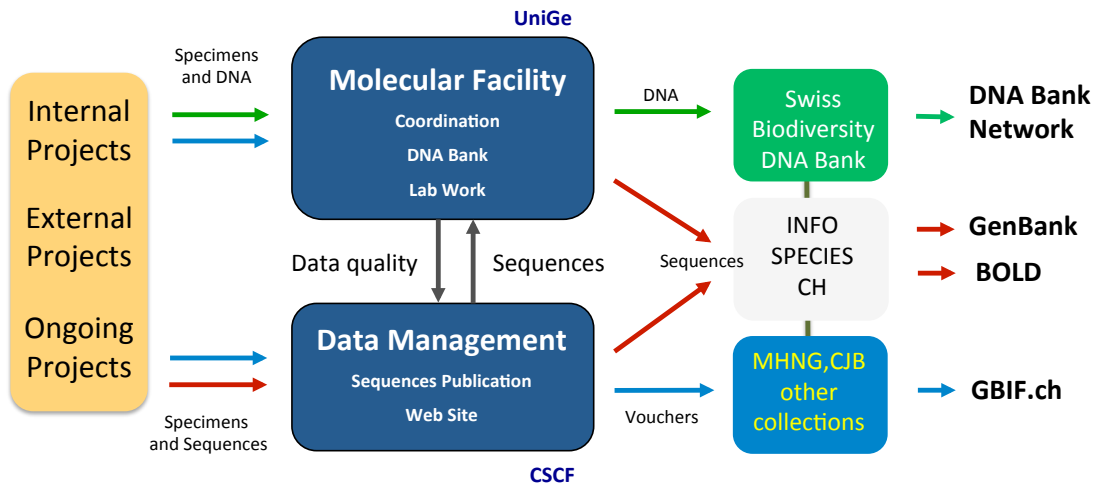 UniGe
Specimens
and DNA
Internal
Projects
External
Projects
Ongoing
Projects
Specimens
and Sequences
Molecular Facility
Coordination
DNA Bank
Lab Work
Data quality
Sequences
Data Management
Sequences Publication
Web Site
CSCF
DNA
Sequences
Vouchers
Swiss
Biodiversity
DNA Bank
INFO
SPECIES
CH
MHNG,CJB
other
collections
DNA Bank
Network
GenBank
BOLD
GBIF.ch